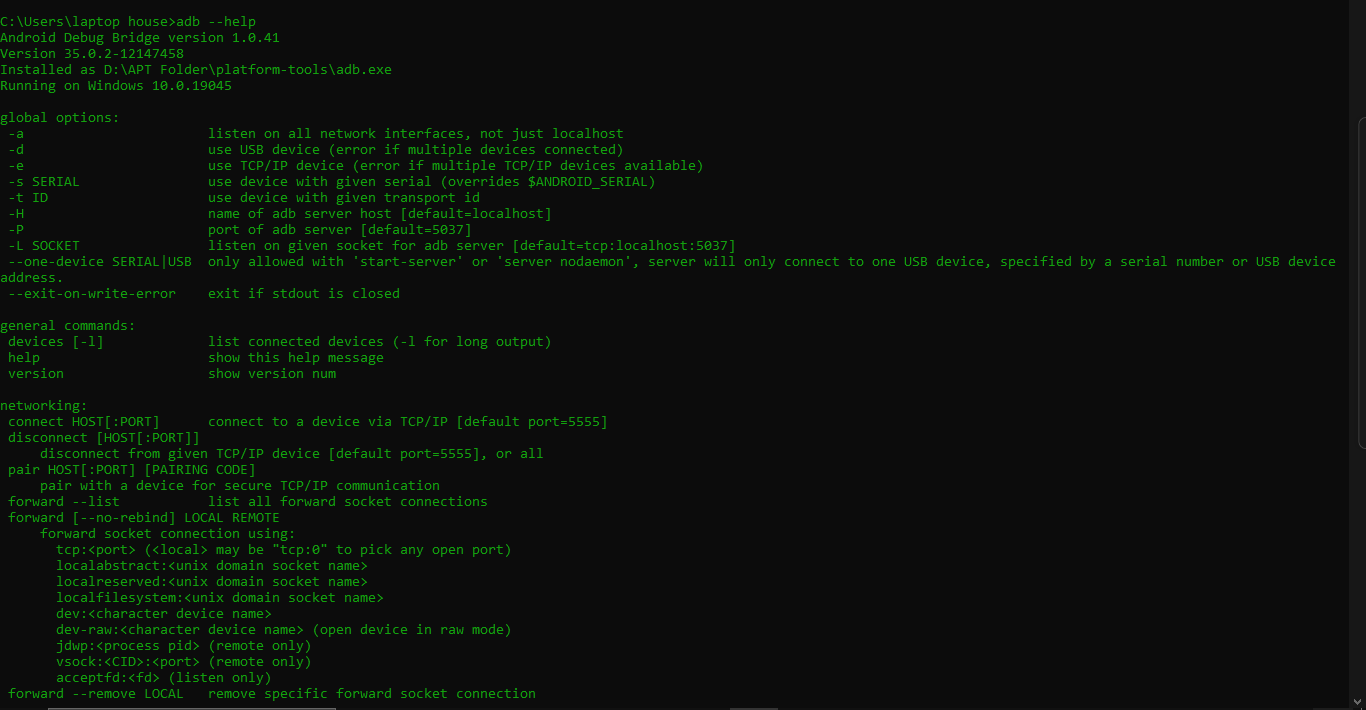 C:\Users\laptop house>adb --help
Android Debug Bridge version 1.0.41
Version 35.0.2-12147458
Installed as D:\APT Folder\platform-tools\adb.exe
Running on Windows 10.0.19045

global options:
 -a                       listen on all network interfaces, not just localhost
 -d                       use USB device (error if multiple devices connected)
 -e                       use TCP/IP device (error if multiple TCP/IP devices available)
 -s SERIAL                use device with given serial (overrides $ANDROID_SERIAL)
 -t ID                    use device with given transport id
 -H                       name of adb server host [default=localhost]
 -P                       port of adb server [default=5037]
 -L SOCKET                listen on given socket for adb server [default=tcp:localhost:5037]
 --one-device SERIAL|USB  only allowed with 'start-server' or 'server nodaemon', server will only connect to one USB device, specified by a serial number or USB device
address.
 --exit-on-write-error    exit if stdout is closed

general commands:
 devices [-l]             list connected devices (-l for long output)
 help                     show this help message
 version                  show version num

networking:
 connect HOST[:PORT]      connect to a device via TCP/IP [default port=5555]
 disconnect [HOST[:PORT]]
     disconnect from given TCP/IP device [default port=5555], or all
 pair HOST[:PORT] [PAIRING CODE]
     pair with a device for secure TCP/IP communication
 forward --list           list all forward socket connections
 forward [--no-rebind] LOCAL REMOTE
     forward socket connection using:
       tcp:<port> (<local> may be "tcp:0" to pick any open port)
       localabstract:<unix domain socket name>
       localreserved:<unix domain socket name>
       localfilesystem:<unix domain socket name>
       dev:<character device name>
       dev-raw:<character device name> (open device in raw mode)
       jdwp:<process pid> (remote only)
       vsock:<CID>:<port> (remote only)
       acceptfd:<fd> (listen only)
 forward --remove LOCAL   remove specific forward socket connection